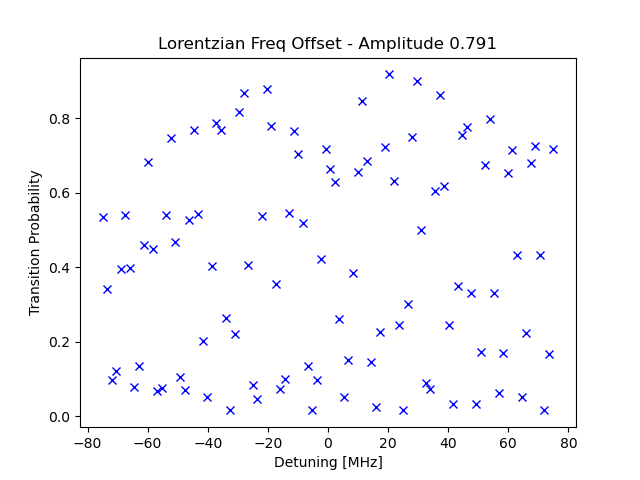 Lorentzian Freq Offset - Amplitude 0.791
Transition Probability
0.8
0.6
0.4
0.2
0.0
−80 −60 −40 −20 0 20 40 60 80
Detuning [MHz]